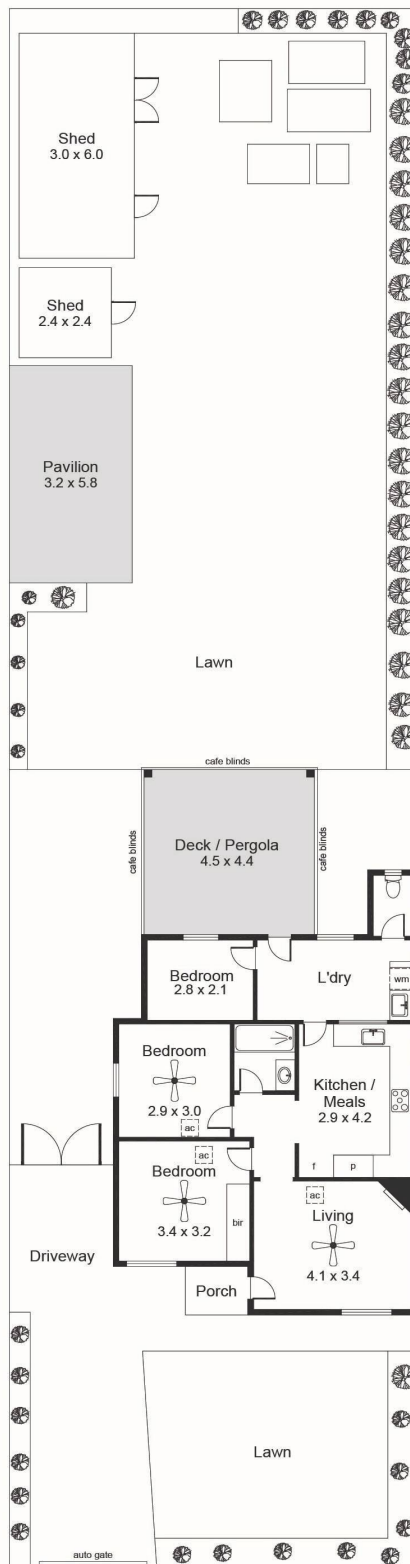 Shed
3.0 x 6.0
Shed
2.4 x 2.4
Pavilion
3.2 x 5.8
Lawn
cafe blinds
cafe blinds
Deck / Pergola
4.5 x 4.4
cafe blinds
Bedroom
2.8 x 2.1
L'dry
wm
Bedroom
2.9 x 3.0
ac
Kitchen /
Meals
2.9 x 4.2
f
p
ac
Bedroom
3.4 x 3.2
bir
ac
Living
4.1 x 3.4
Driveway
Porch
Lawn
auto gate